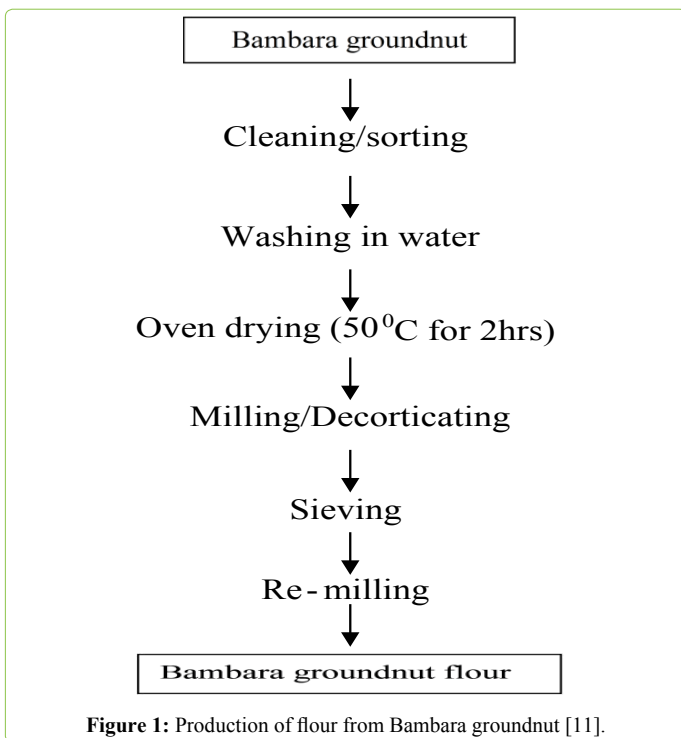 Bambara groundnut
Cleaning/sorting
Washing in water
Oven drying (50⁰C for 2hrs)
Milling/Decorticating
Sieving
Re-milling
Bambara groundnut flour
Figure 1: Production of flour from Bambara groundnut [11].